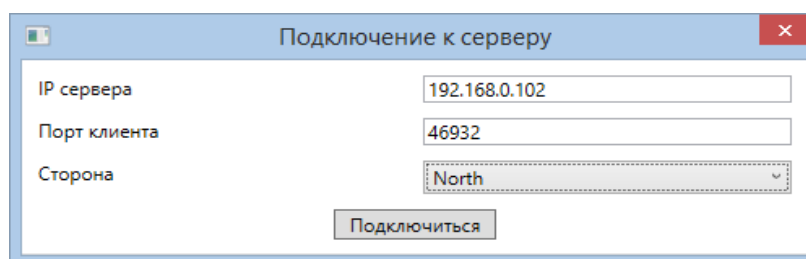 Подключение к серверу
IP сервера 192.168.0.102
Порт клиента 46932
Сторона North
Подключиться